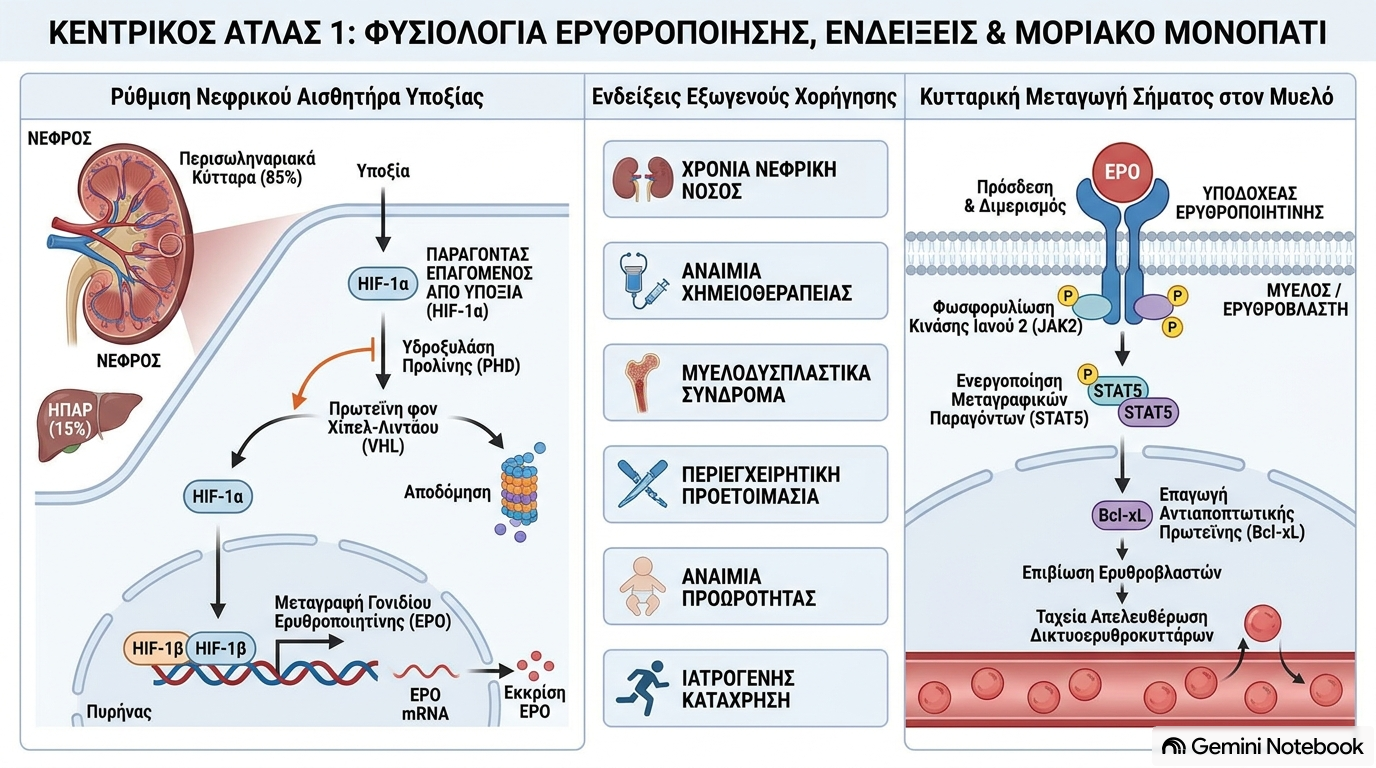 ΚΕΝΤΡΙΚΟΣ ΑΤΛΑΣ 1: ΦΥΣΙΟΛΟΓΙΑ ΕΡΥΘΡΟΠΟΙΗΣΗΣ, ΕΝΔΕΙΞΕΙΣ & ΜΟΡΙΑΚΟ ΜΟΝΟΠΑΤΙ
Ρύθμιση Νεφρικού Αισθητήρα Υποξίας
ΝΕΦΡΟΣ
Περισωληναριακά
Κύτταρα (85%)
Υποξία
HIF-1α
ΠΑΡΑΓΟΝΤΑΣ
ΕΠΑΓΟΜΕΝΟΣ
ΑΠΟ ΥΠΟΞΙΑ
(HIF-1α)
ΝΕΦΡΟΣ
Υδροξυλάση
Προλίνης (PHD)
ΗΠΑΡ
(15%)
Πρωτεΐνη φον
Χίπελ-Λιντάου
(VHL)
HIF-1α
Αποδόμηση
Μεταγραφή Γονιδίου
Ερυθροποιητίνης (EPO)
HIF-1β
HIF-1β
Πυρήνας
EPO
mRNA
Εκκρίση
EPO
Ενδείξεις Εξωγενούς Χορήγησης
ΧΡΟΝΙΑ ΝΕΦΡΙΚΗ
ΝΟΣΟΣ
ΑΝΑΙΜΙΑ
ΧΗΜΕΙΟΘΕΡΑΠΕΙΑΣ
ΜΥΕΛΟΔΥΣΠΛΑΣΤΙΚΑ
ΣΥΝΔΡΟΜΑ
ΠΕΡΙΕΓΧΕΙΡΗΤΙΚΗ
ΠΡΟΕΤΟΙΜΑΣΙΑ
ΑΝΑΙΜΙΑ
ΠΡΟΩΡΟΤΗΤΑΣ
ΙΑΤΡΟΓΕΝΗΣ
ΚΑΤΑΧΡΗΣΗ
Κυτταρική Μεταγωγή Σήματος στον Μυελό
EPO
Πρόσδεση
& Διμερισμός
ΥΠΟΔΟΧΕΑΣ
ΕΡΥΘΡΟΠΟΙΗΤΙΝΗΣ
ΜΥΕΛΟΣ /
ΕΡΥΘΡΟΒΛΑΣΤΗ
P
P
P
Φωσφορυλίωση
Κινάσης Ιανού 2 (JAK2)
Ενεργοποίηση
Μεταγραφικών
Παραγόντων (STAT5)
P
STAT5
STAT5
Bcl-xL
Επαγωγή
Αντιαποπτωτικής
Πρωτεΐνης (Bcl-xL)
Επιβίωση Ερυθροβλαστών
Ταχεία Απελευθέρωση
Δικτυοερυθροκυττάρων
Gemini Notebook